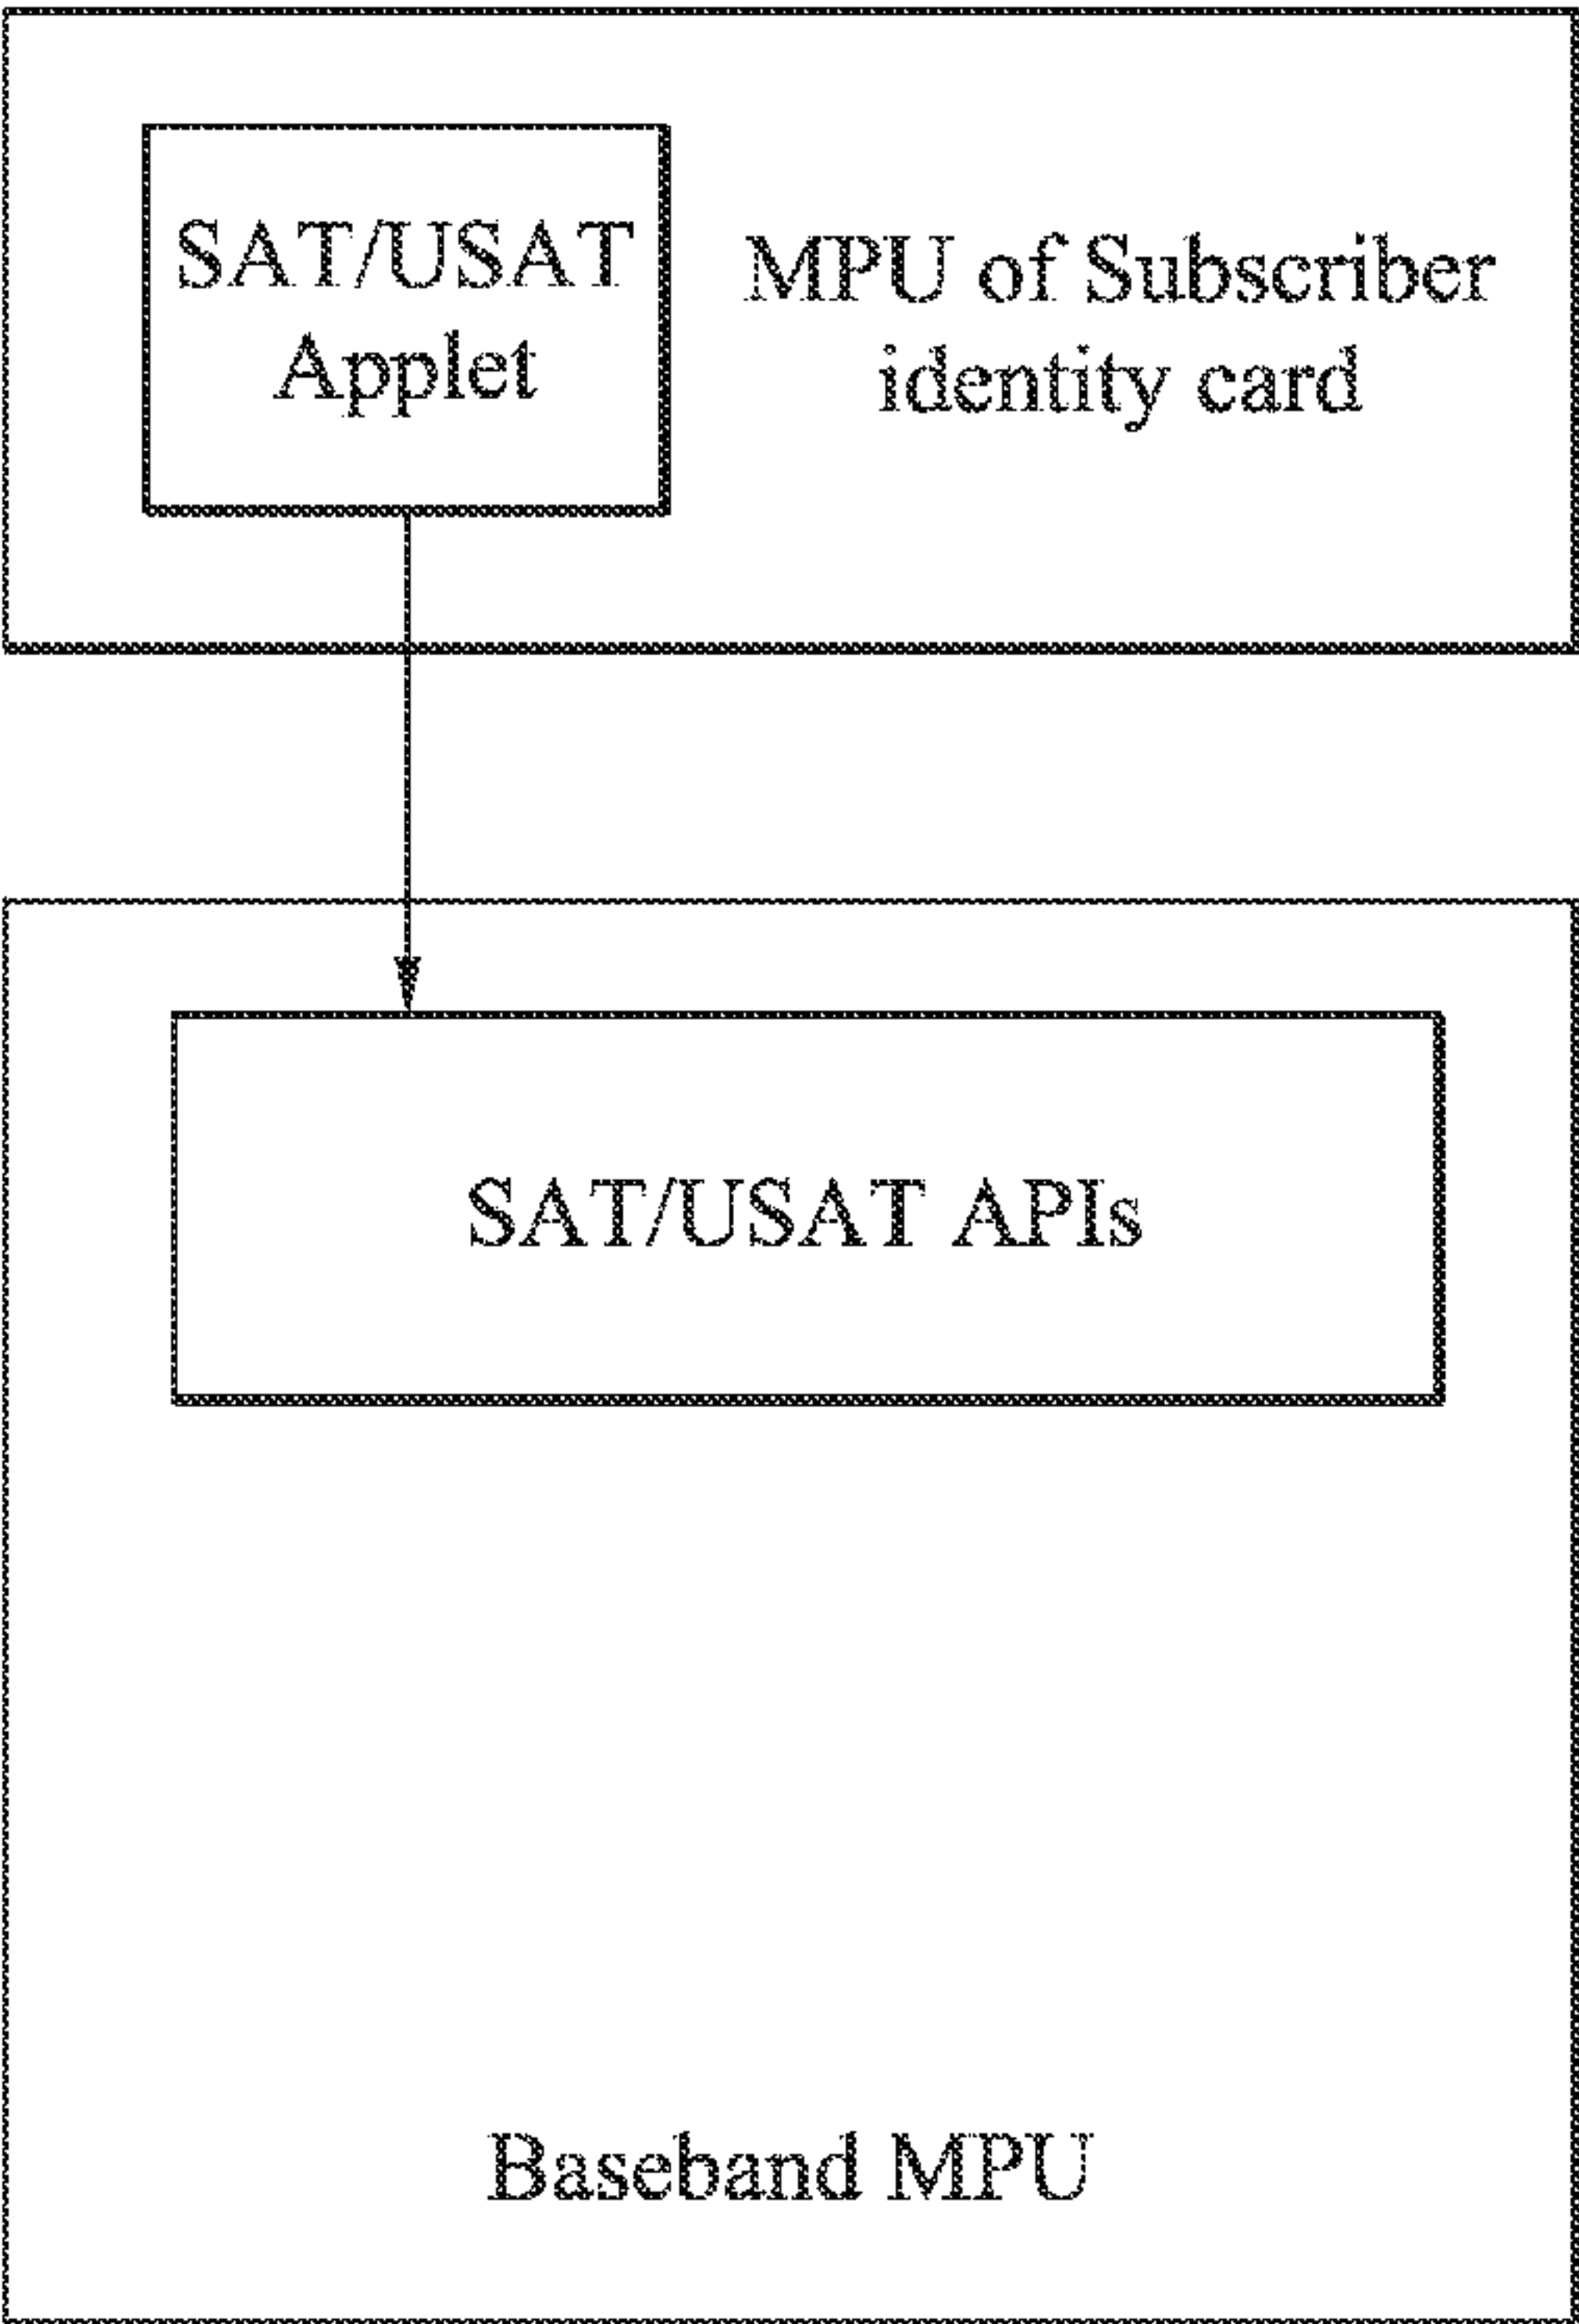 SAT/USAT
Applet
MPU of Subscriber
identity card
SAT/USAT APIs
Baseband MPU